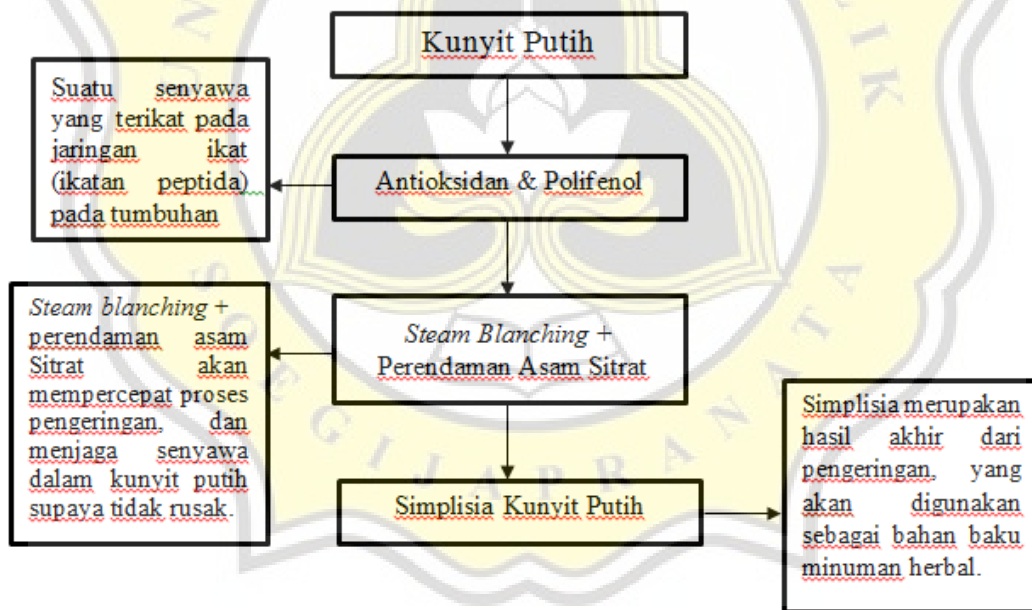 Kunyit Putih
Suatu senyawa
yang terikat pada
jaringan ikat
(ikatan peptida)
pada tumbuhan
Antioksidan & Polifenol
Steam blanching +
perendaman asam
Sitrat akan
mempercepat proses
pengeringan, dan
menjaga senyawa
dalam kunyit putih
supaya tidak rusak.
Steam Blanching +
Perendaman Asam Sitrat
Simplisia merupakan
hasil akhir dari
pengeringan, yang
akan digunakan
sebagai bahan baku
minuman herbal.
Simplisia Kunyit Putih
SOEGIJAPRANATA